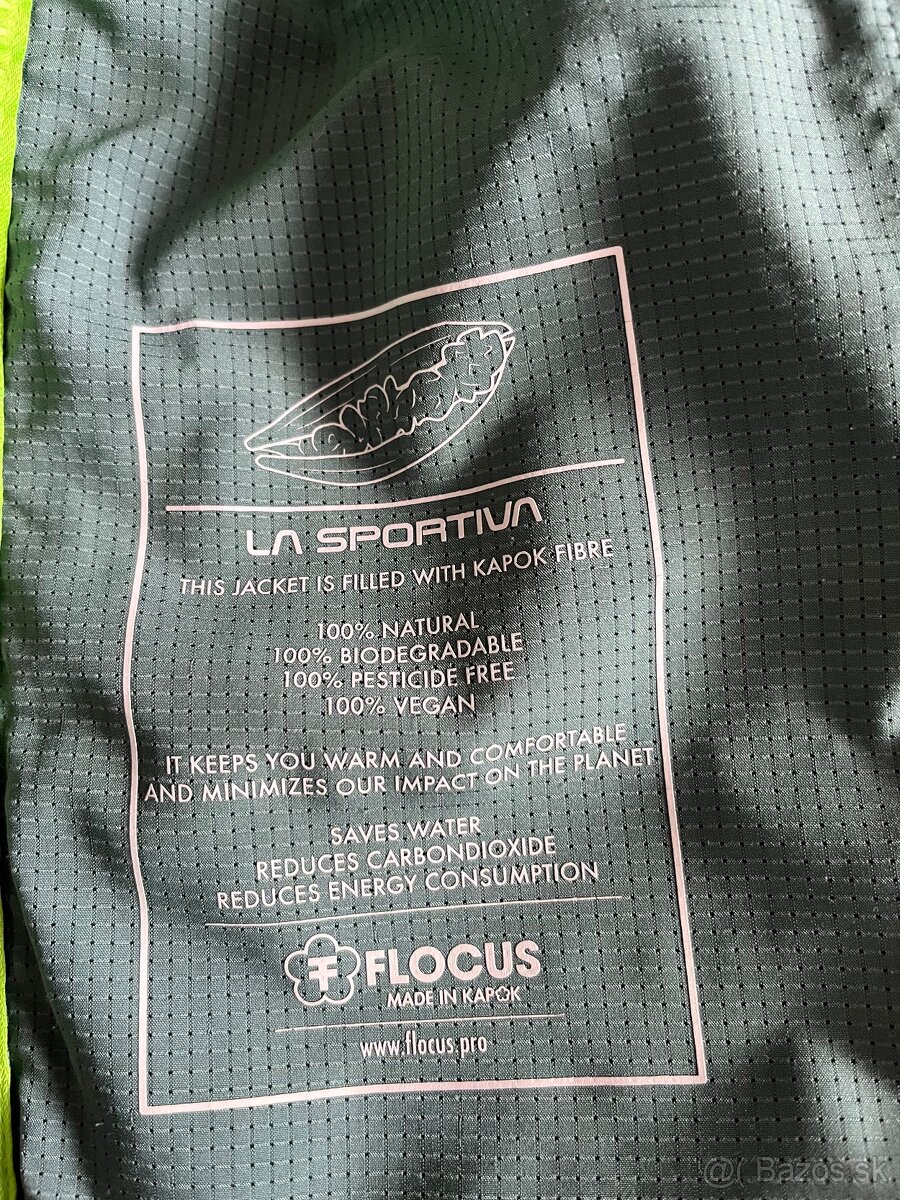 LA SPORTIVA
THIS JACKET IS FILLED WITH KAPOK FIBRE
100% NATURAL
100% BIODEGRADABLE
100% PESTICIDE FREE
100% VEGAN
IT KEEPS YOU WARM AND COMFORTABLE
AND MINIMIZES OUR IMPACT ON THE PLANET
SAVES WATER
REDUCES CARBONDIOXIDE
REDUCES ENERGY CONSUMPTION
FLOCUS
MADE IN KAPOK
www.flocus.pro
@( Bazos.sk